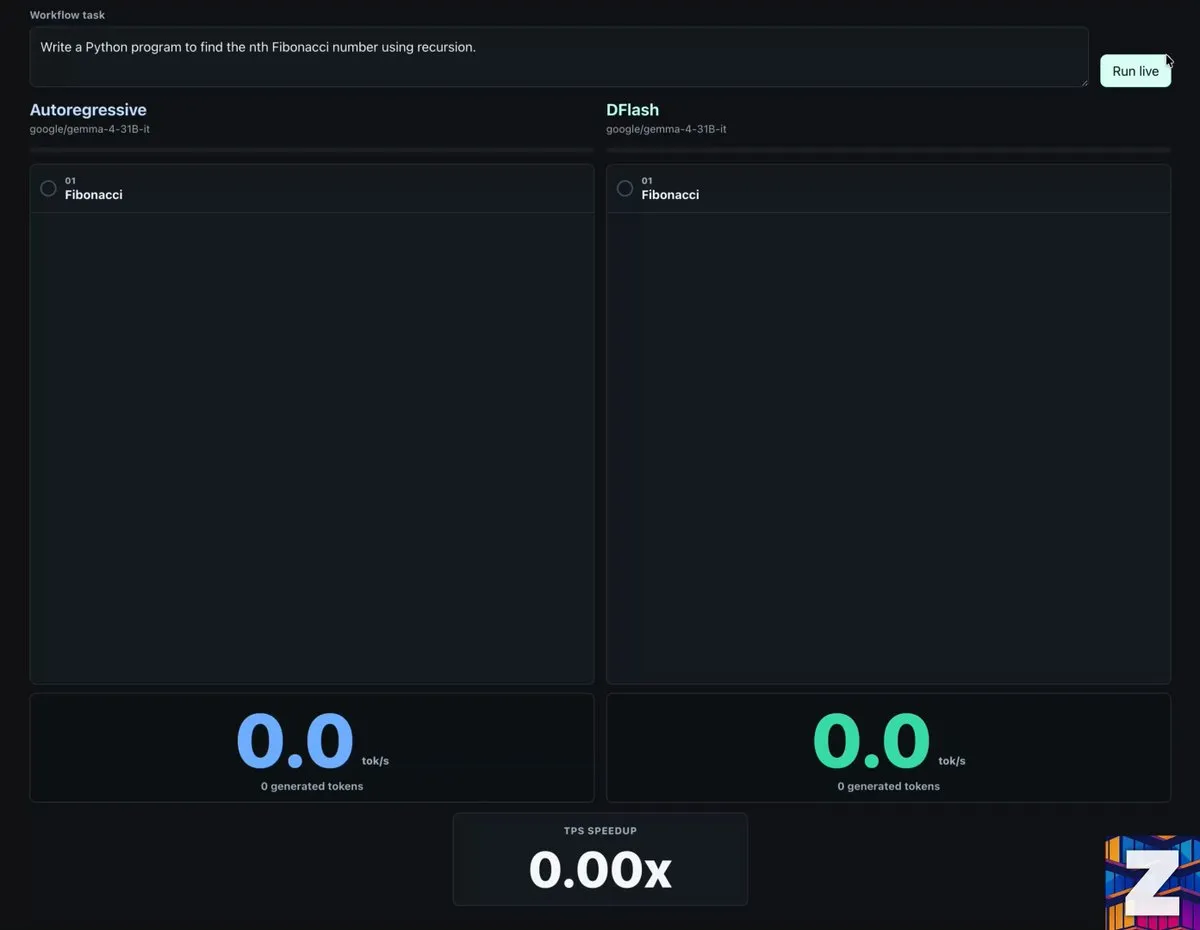 Workflow task
Write a Python program to find the nth Fibonacci number using recursion.
Run live
Autoregressive
google/gemma-4-31B-it
DFlash
google/gemma-4-31B-it
01
Fibonacci
01
Fibonacci
0.0 tok/s
0 generated tokens
0.0 tok/s
0 generated tokens
TPS SPEEDUP
0.00x
Z